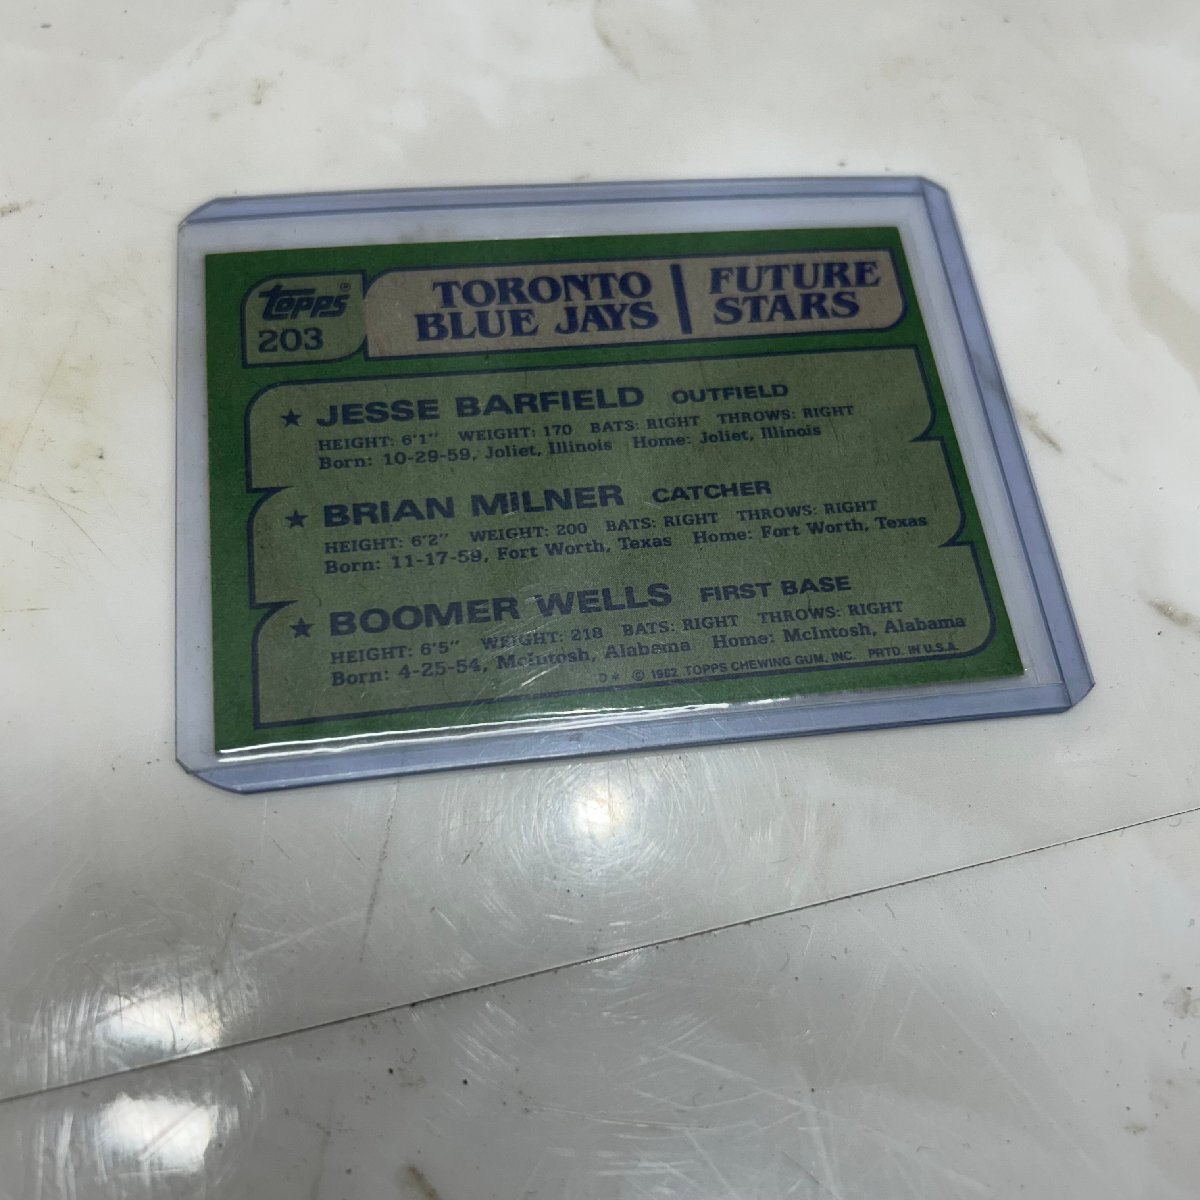 topps®
203
TORONTO BLUE JAYS
FUTURE STARS
★ JESSE BARFIELD OUTFIELD
HEIGHT: 6'1" WEIGHT: 170 BATS: RIGHT THROWS: RIGHT
Born: 10-29-59, Joliet, Illinois Home: Joliet, Illinois
★ BRIAN MILNER CATCHER
HEIGHT: 6'2" WEIGHT: 200 BATS: RIGHT THROWS: RIGHT
Born: 11-17-59, Fort Worth, Texas Home: Fort Worth, Texas
★ BOOMER WELLS FIRST BASE
HEIGHT: 6'5" WEIGHT: 218 BATS: RIGHT THROWS: RIGHT
Born: 4-25-54, McIntosh, Alabama Home: McIntosh, Alabama
D* © 1982 TOPPS CHEWING GUM, INC. PRTD. IN U.S.A.